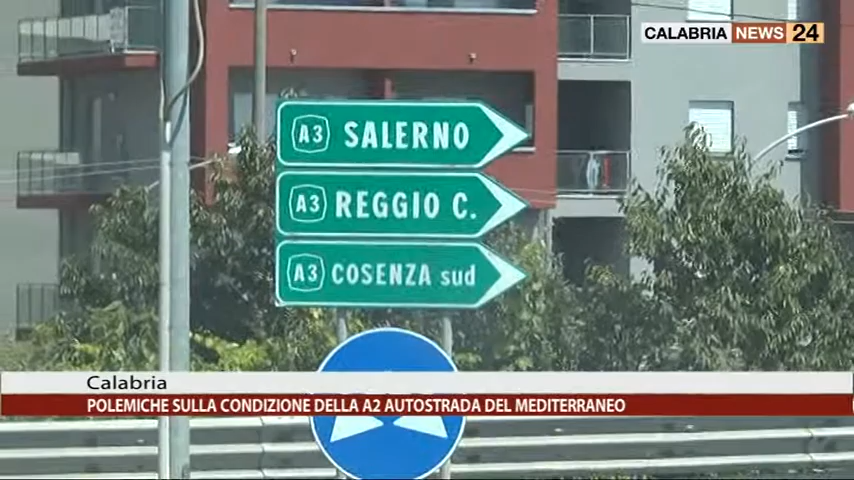 CALABRIA NEWS 24
A3 SALERNO
A3 REGGIO C.
A3 COSENZA sud
Calabria
POLEMICHE SULLA CONDIZIONE DELLA A2 AUTOSTRADA DEL MEDITERRANEO